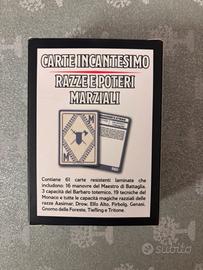 CARTE INCANTESIMO
RAZZE E POTERI
MARZIALI
M
M
Contiene 61 carte resistenti laminate che
includono: 16 manovre del Maestro di Battaglia,
3 capacità del Barbaro totemico, 19 tecniche del
Monaco e tutte le capacità magiche razziali delle
razze Aasimar, Drow, Elfo Alto, Firbolg, Genasi,
Gnomo delle Foreste, Tiefling e Tritone.
subito